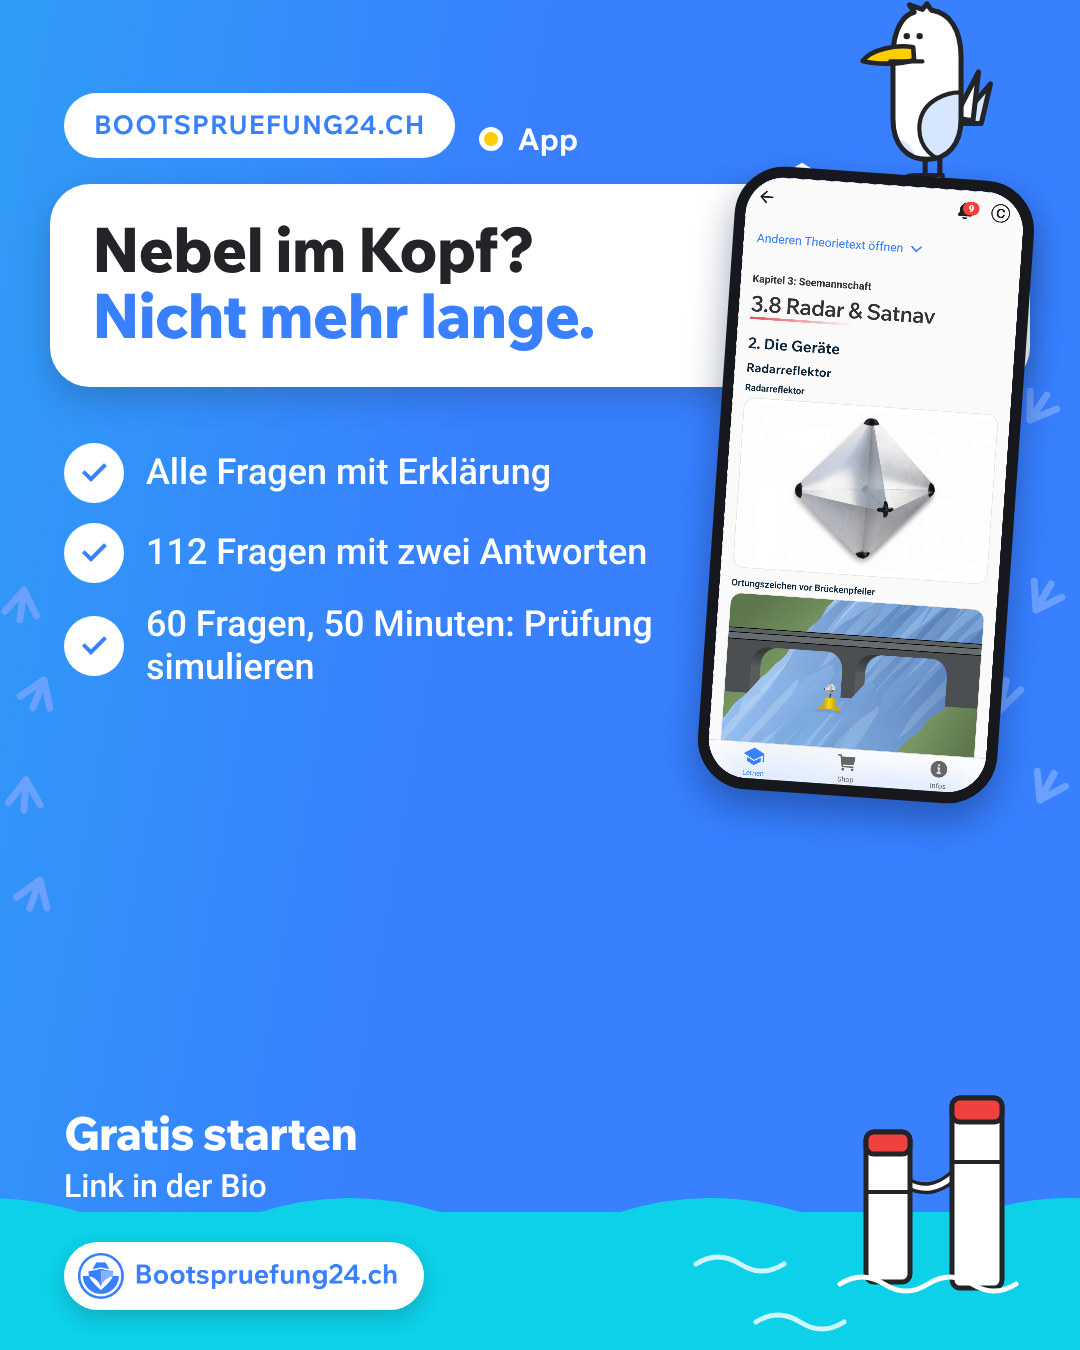 BOOTSPRUEFUNG24.CH
App
Nebel im Kopf?
Nicht mehr lange.
Alle Fragen mit Erklärung
112 Fragen mit zwei Antworten
60 Fragen, 50 Minuten: Prüfung
simulieren
9
C
Anderen Theorietext öffnen
Kapitel 3: Seemannschaft
3.8 Radar & Satnav
2. Die Geräte
Radarreflektor
Radarreflektor
Ortungszeichen vor Brückenpfeiler
Lernen
Shop
Infos
Gratis starten
Link in der Bio
Bootspruefung24.ch